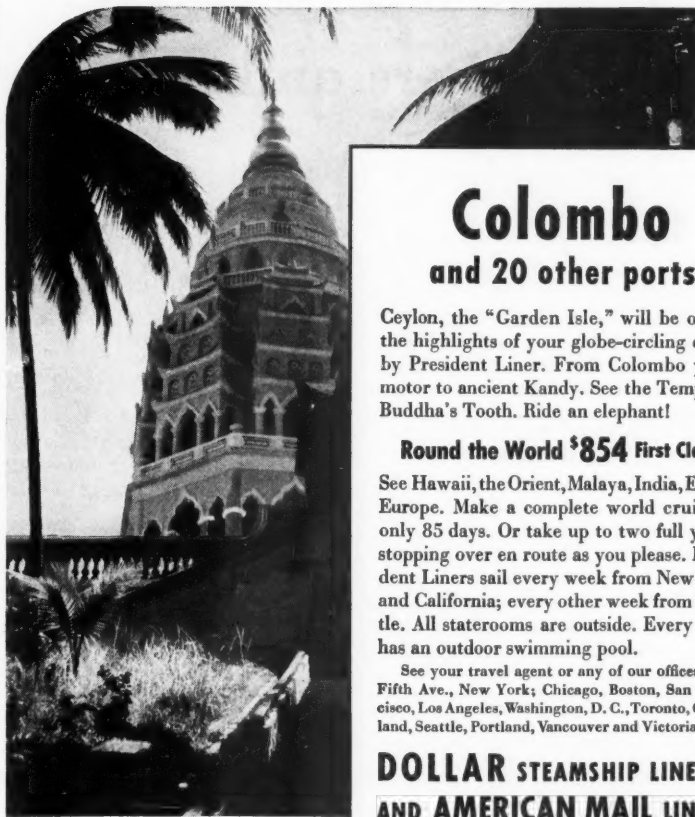 Colombo
and 20 other ports
Ceylon, the “Garden Isle,” will be o
the highlights of your globe-circling
by President Liner. From Colombo
motor to ancient Kandy. See the Tem
Buddha’s Tooth. Ride an elephant!
Round the World $854 First Cl
See Hawaii, the Orient, Malaya, India, E
Europe. Make a complete world crui
only 85 days. Or take up to two full y
stopping over en route as you please.
dent Liners sail every week from New
and California; every other week from
tle. All staterooms are outside. Every
has an outdoor swimming pool.
See your travel agent or any of our office
Fifth Ave., New York; Chicago, Boston, San
cisco, Los Angeles, Washington, D. C., Toronto,
land, Seattle, Portland, Vancouver and Victoria
DOLLAR STEAMSHIP LINE
AND AMERICAN MAIL LIN